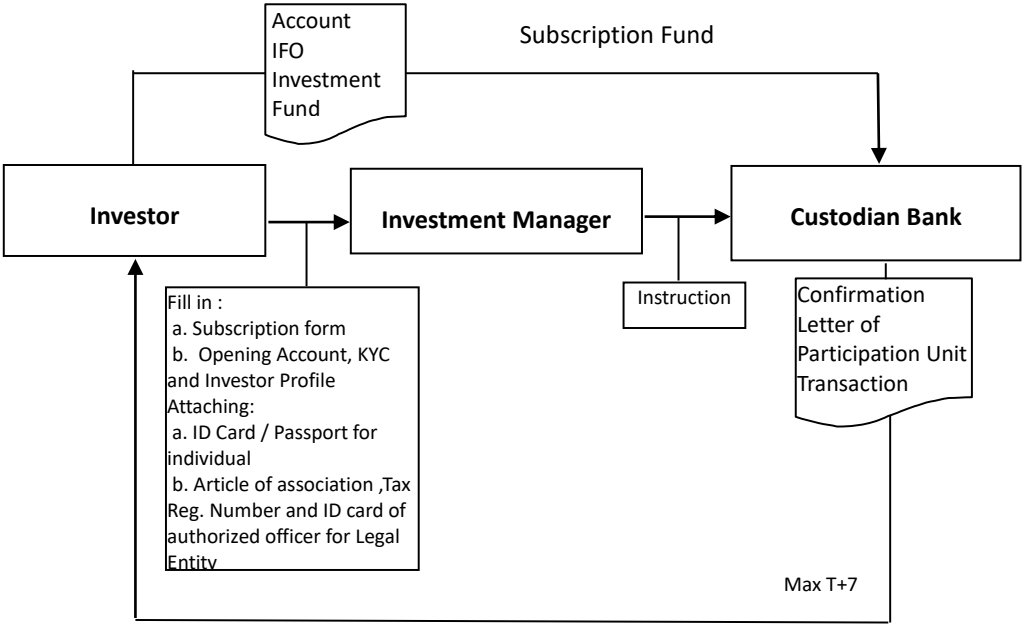 Account
IFO
Investment
Fund
Subscription Fund
Investor
Investment Manager
Custodian Bank
Fill in :
a. Subscription form
b. Opening Account, KYC
and Investor Profile
Attaching:
a. ID Card / Passport for
individual
b. Article of association ,Tax
Reg. Number and ID card of
authorized officer for Legal
Entity
Instruction
Confirmation
Letter of
Participation Unit
Transaction
Max T+7